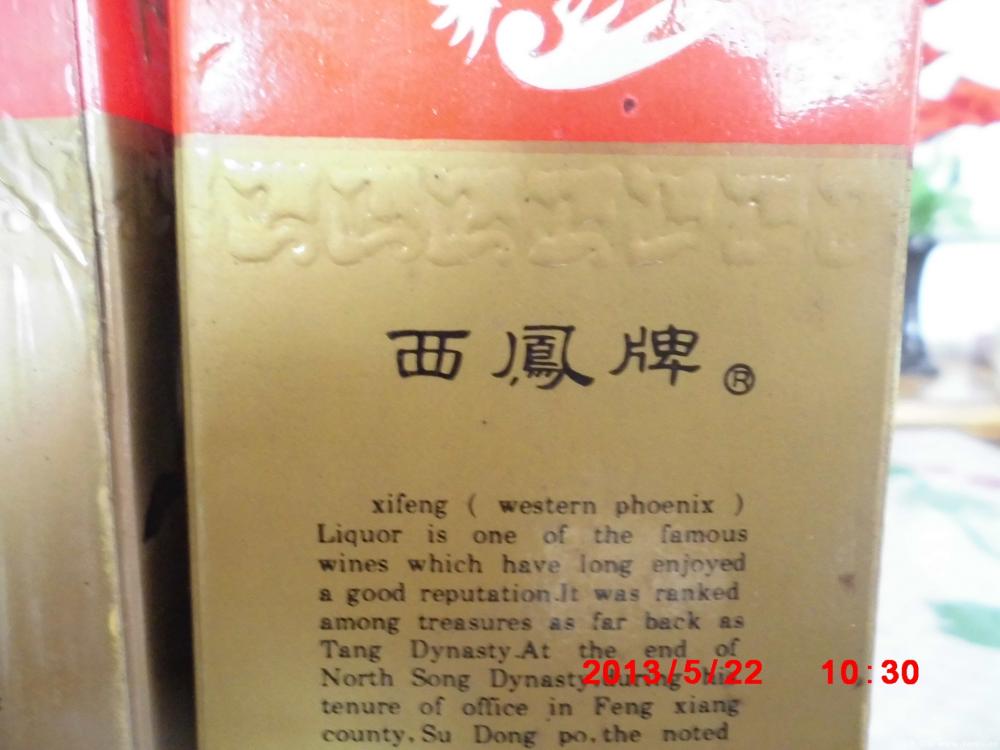 西鳳牌®
xifeng ( western phoenix )
Liquor is one of the famous
wines which have long enjoyed
a good reputation.It was ranked
among treasures as far back as
Tang Dynasty.At the end of
North Song Dynasty,during his
2013/5/22 10:30
tenure of office in Feng xiang
county, Su Dong po, the noted